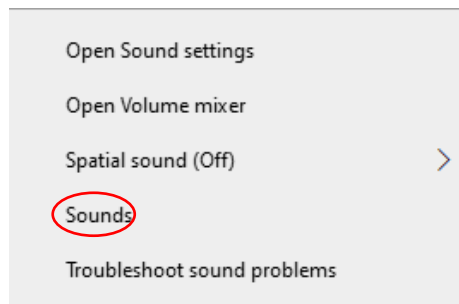 Open Sound settings
Open Volume mixer
Spatial sound (Off)
Sounds
Troubleshoot sound problems